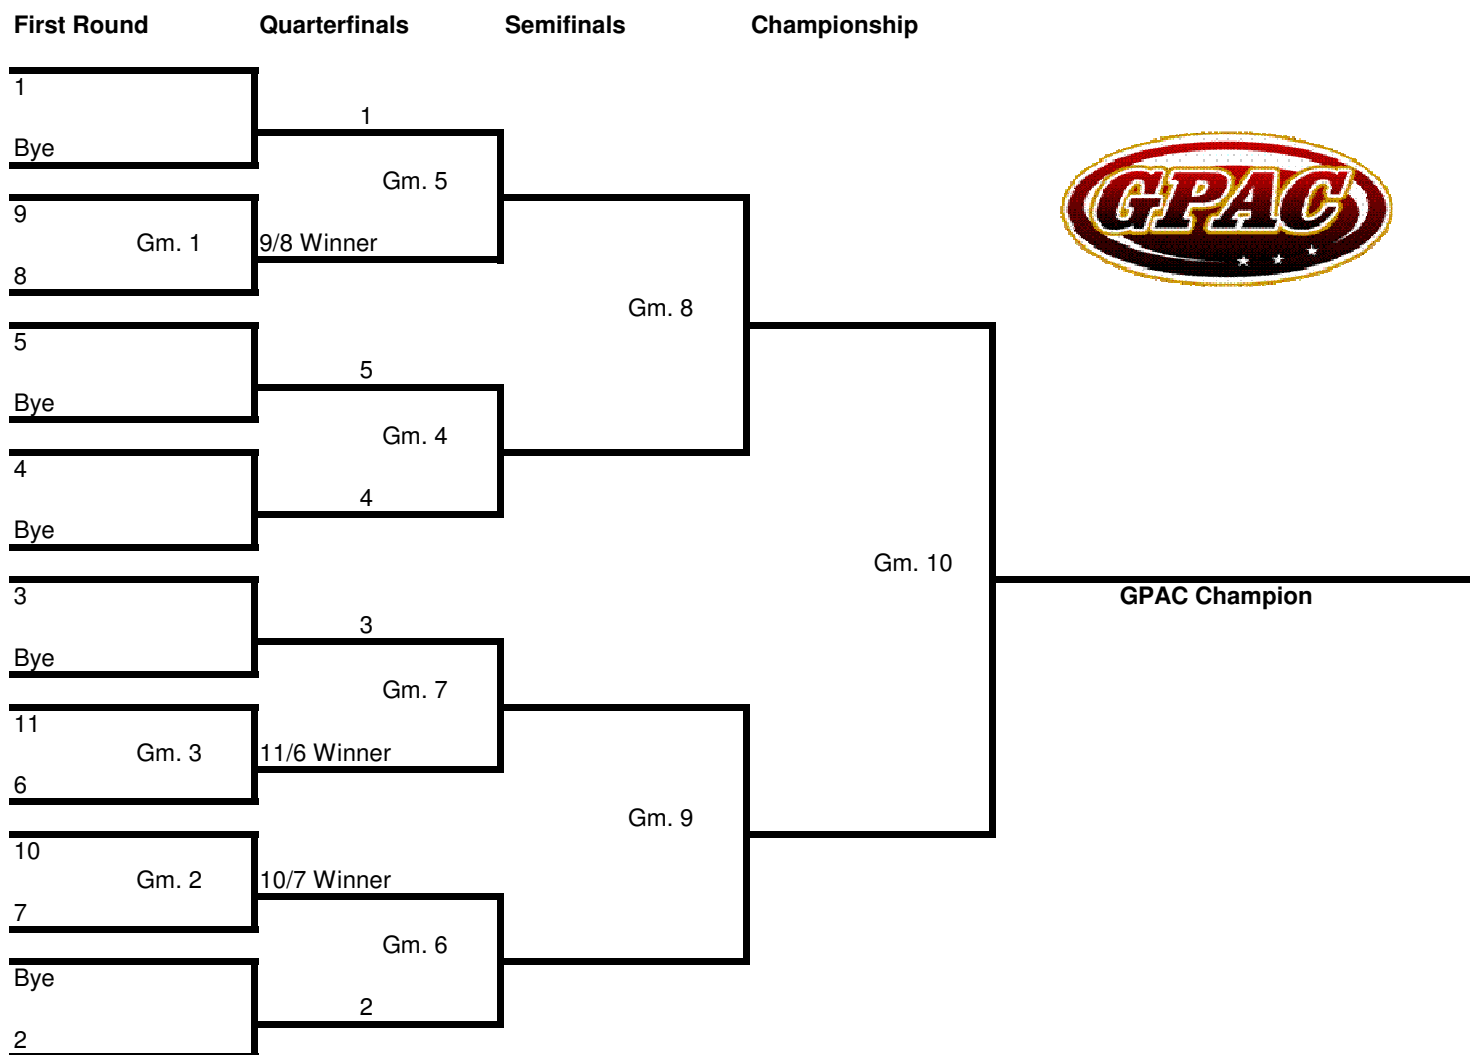 First Round Quarterfinals Semifinals Championship
1
1
Bye
Gm. 5
9
Gm. 1
9/8 Winner
8
Gm. 8
5
5
Bye
Gm. 4
4
4
Bye
Gm. 10
3
GPAC Champion
3
Bye
Gm. 7
11
Gm. 3
11/6 Winner
6
Gm. 9
10
Gm. 2
10/7 Winner
7
Gm. 6
Bye
2
2
GPAC